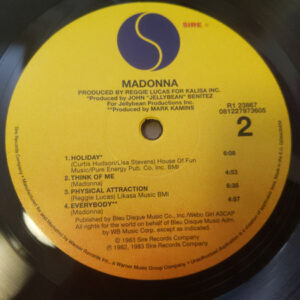 SIRE
MADONNA
PRODUCED BY REGGIE LUCAS FOR KALISA INC.
*Produced by JOHN "JELLYBEAN" BENITEZ
For Jellybean Productions Inc.
**Produced by MARK KAMINS
R1 23867
081227973605
2
1. HOLIDAY* 6:08
(Curtis Hudson/Lisa Stevens) House Of Fun
Music/Pure Energy Pub. Co. Inc. BMI
2. THINK OF ME 4:53
(Madonna)
3. PHYSICAL ATTRACTION 6:35
(Reggie Lucas) Likasa Music BMI
4. EVERYBODY** 4:57
(Madonna)
Published by Bleu Disque Music Co., Inc./Webo Girl ASCAP
All rights for the world on behalf of Bleu Disque Music Co., Inc.
by WB Music Corp. except as indicated.
℗ 1983 Sire Records Company
℗ 1982, 1983 Sire Records Company